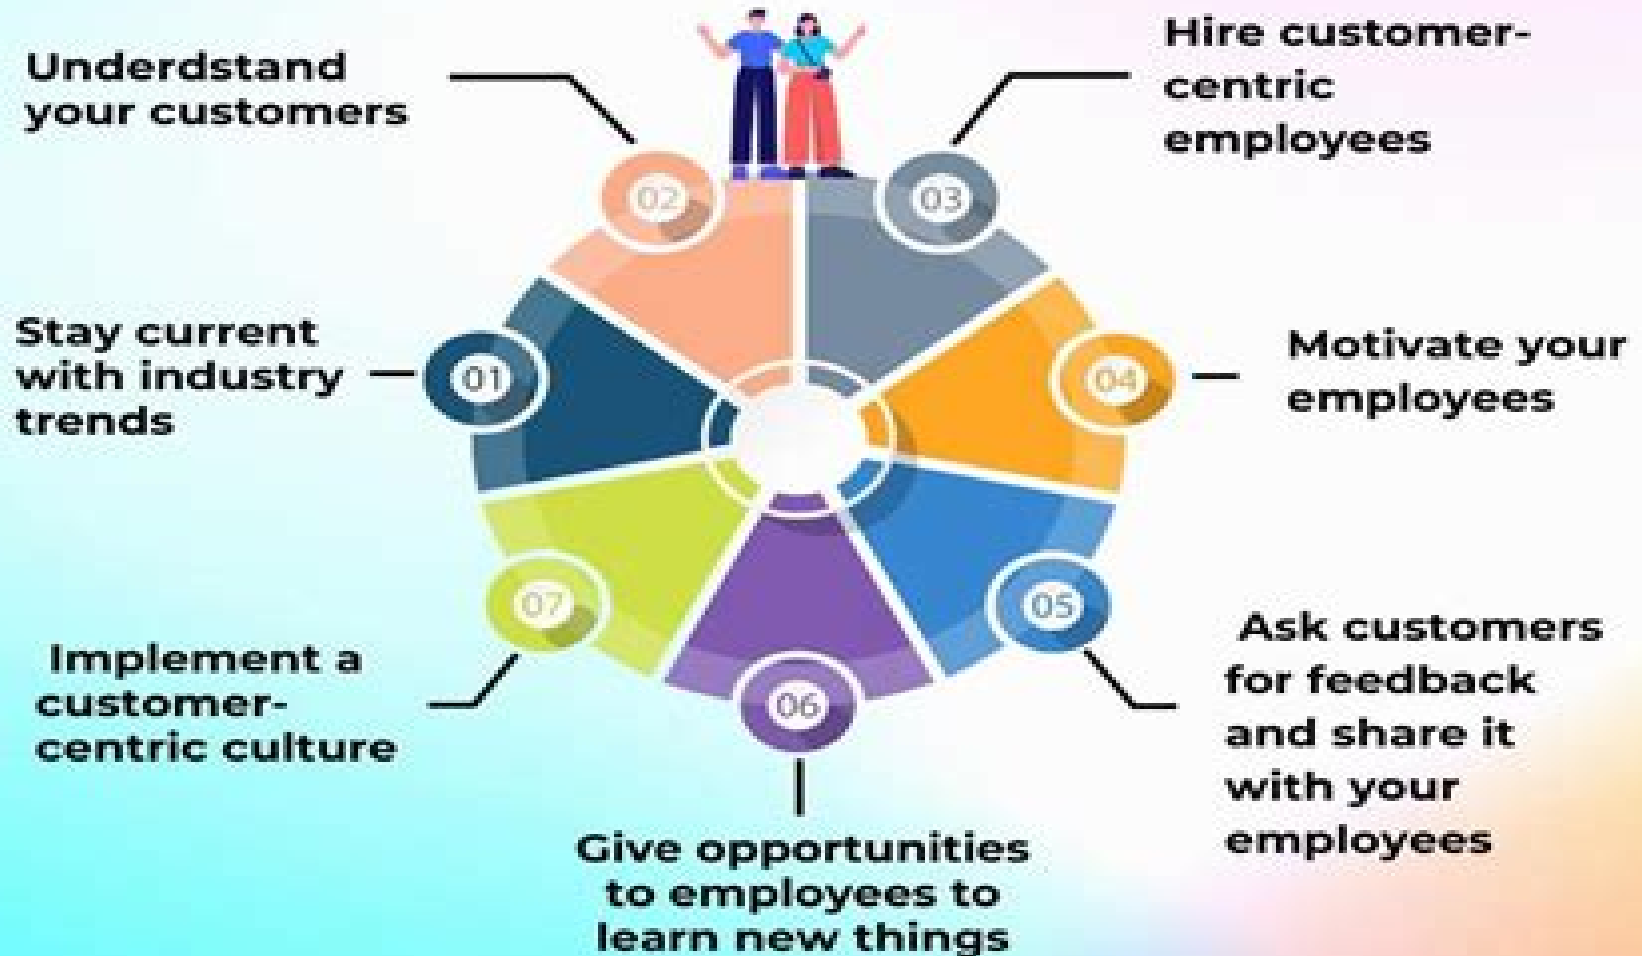 01
Stay current
with industry
trends
02
Underdstand
your customers
03
Hire customer-
centric
employees
04
Motivate your
employees
05
Ask customers
for feedback
and share it
with your
employees
06
Give opportunities
to employees to
learn new things
07
Implement a
customer-
centric culture